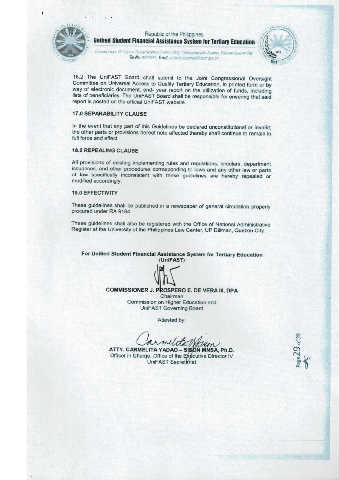 Republic of the Philippines
Unified Student Financial Assistance System for Tertiary Education
16.2 The UniFAST Board shall submit to the Joint Congressional Oversight
Committee on Universal Access to Quality Tertiary Education, in printed form or by
way of electronic document, end- year report on the utilization of funds, including
lists of beneficiaries. The UniFAST Board shall be responsible for ensuring that said
report is posted on the official UniFAST website.
17.0 SEPARABILITY CLAUSE
In the event that any part of this Guidelines be declared unconstitutional or invalid,
the other parts or provisions hereof not affected thereby shall continue to remain in
full force and effect.
18.0 REPEALING CLAUSE
All provisions of existing implementing rules and regulations, circulars, department
issuances, and other procedures corresponding to laws and any other law or parts
of law specifically inconsistent with these guidelines are hereby repealed or
modified accordingly.
19.0 EFFECTIVITY
These guidelines shall be published in a newspaper of general circulation properly
procured under RA 9184.
These guidelines shall also be registered with the Office of National Administrative
Register at the University of the Philippines Law Center, UP Diliman, Quezon City.
For Unified Student Financial Assistance System for Tertiary Education
(UniFAST)
COMMISSIONER J. PROSPERO E. DE VERA III, DPA
Chairman
Commission on Higher Education and
UniFAST Governing Board
Attested by:
ATTY. CARMELITA YADAO – SISON MNSA, Ph.D.
Officer in Charge, Office of the Executive Director IV
UniFAST Secretariat
Page 29 of 29